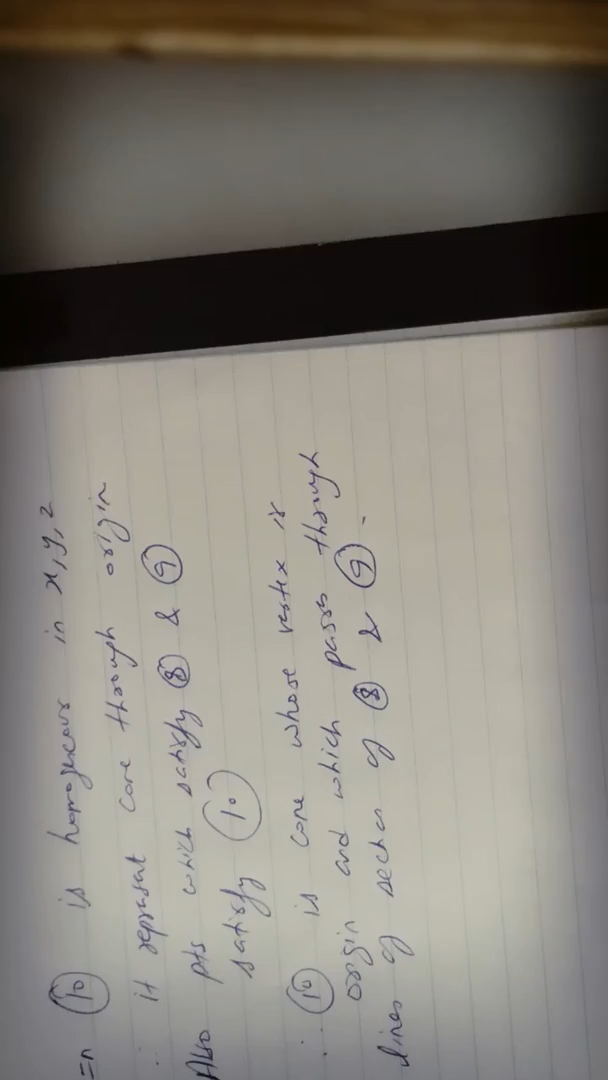 =n ⑩ is homogeneous in x, y, z
∴ it represent cone through origin
Also pts which satisfy ⑧ & ⑨
satisfy ⑩
∴ ⑩ is cone whose vertex is
origin and which passes through
lines of section of ⑧ & ⑨.